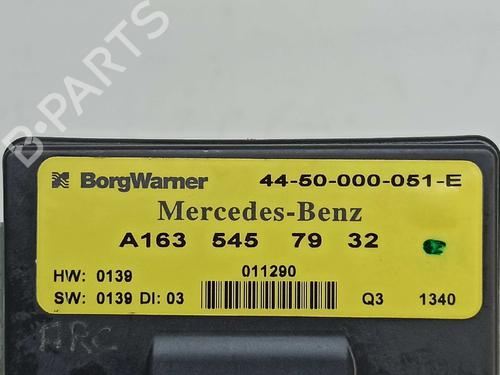 B-PARTS
BorgWarner 44-50-000-051-E
Mercedes-Benz
A163 545 79 32
HW: 0139 011290
SW: 0139 DI: 03 Q3 1340